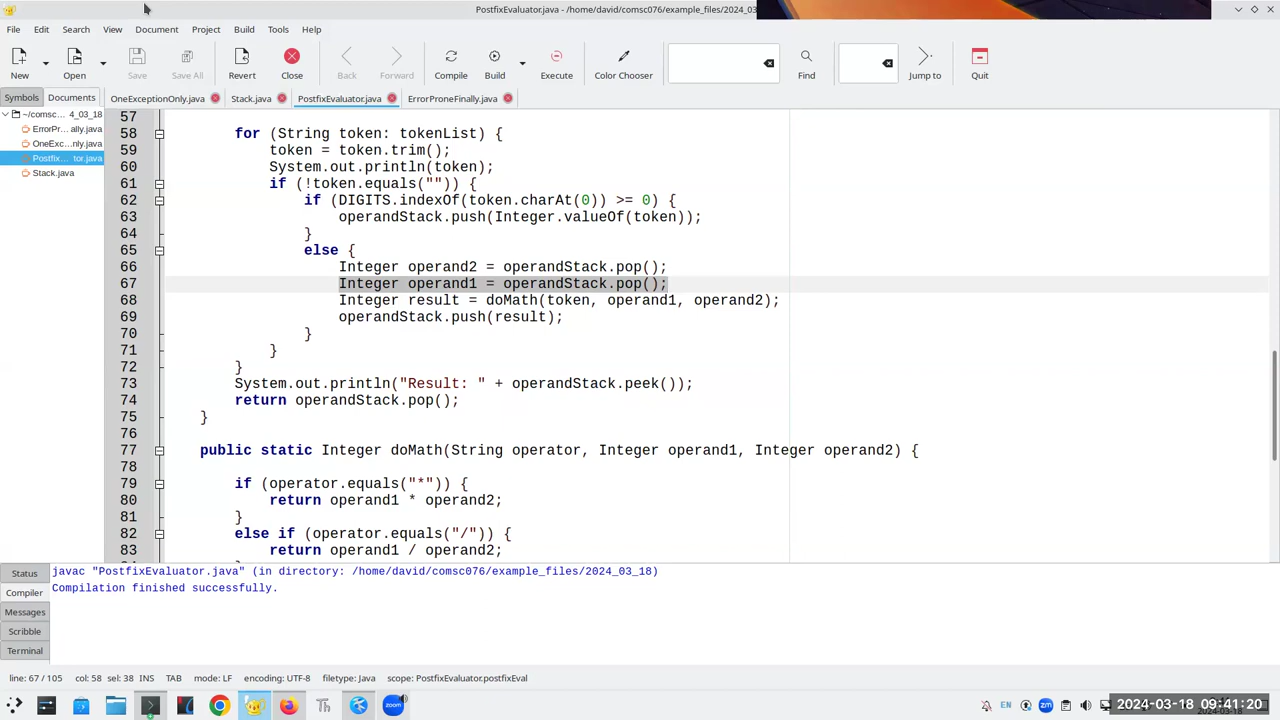 PostfixEvaluator.java - /home/david/comsc076/example_files/2024_03
File Edit Search View Document Project Build Tools Help
New Open Save Save All Revert Close Back Forward Compile Build Execute Color Chooser Find Jump to Quit
Symbols Documents OneExceptionOnly.java Stack.java PostfixEvaluator.java ErrorProneFinally.java
~/comsc... 4_03_18
ErrorPr... ally.java
OneExc...nly.java
Postfix... tor.java
Stack.java
57
58 for (String token: tokenList) {
59 token = token.trim();
60 System.out.println(token);
61 if (!token.equals("")) {
62 if (DIGITS.indexOf(token.charAt(0)) >= 0) {
63 operandStack.push(Integer.valueOf(token));
64 }
65 else {
66 Integer operand2 = operandStack.pop();
67 Integer operand1 = operandStack.pop();
68 Integer result = doMath(token, operand1, operand2);
69 operandStack.push(result);
70 }
71 }
72 }
73 System.out.println("Result: " + operandStack.peek());
74 return operandStack.pop();
75 }
76
77 public static Integer doMath(String operator, Integer operand1, Integer operand2) {
78
79 if (operator.equals("*")) {
80 return operand1 * operand2;
81 }
82 else if (operator.equals("/")) {
83 return operand1 / operand2;
Status
Compiler
Messages
Scribble
Terminal
javac "PostfixEvaluator.java" (in directory: /home/david/comsc076/example_files/2024_03_18)
Compilation finished successfully.
line: 67 / 105 col: 58 sel: 38 INS TAB mode: LF encoding: UTF-8 filetype: Java scope: PostfixEvaluator.postfixEval
Th zoom EN zm 2024-03-18 09:41:20